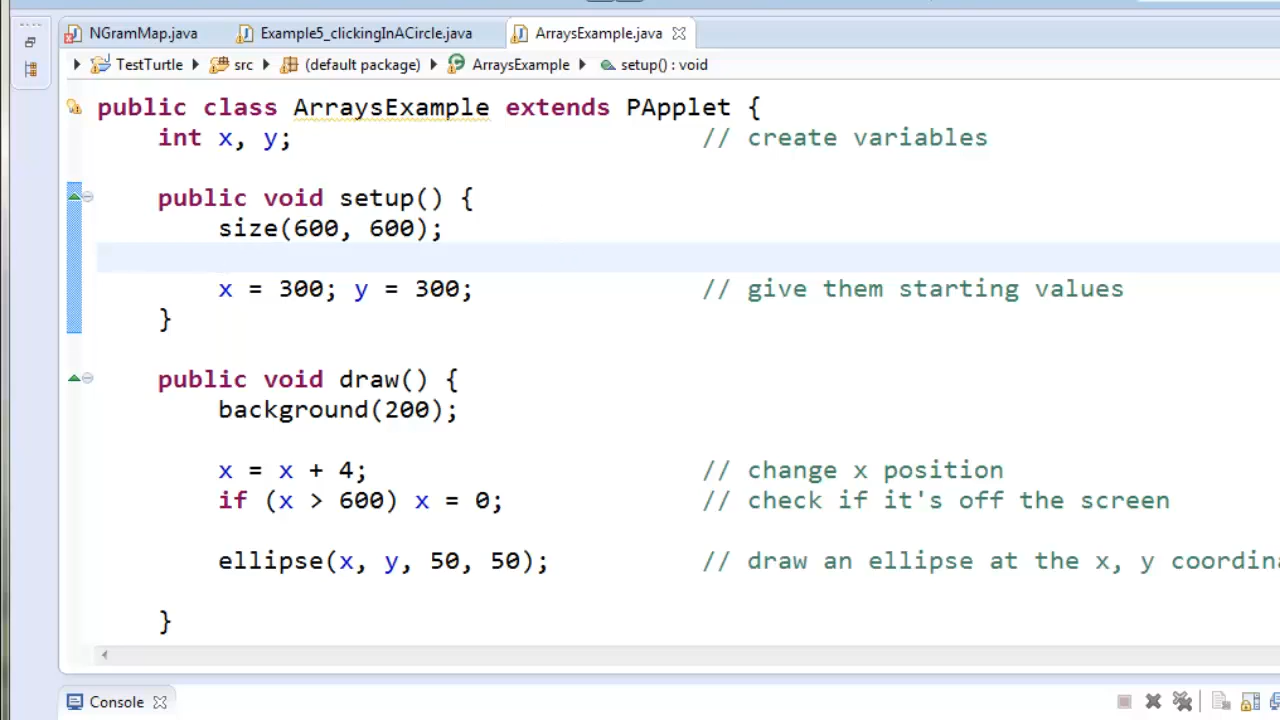 NGramMap.java Example5_clickingInACircle.java ArraysExample.java
TestTurtle src (default package) ArraysExample setup() : void
public class ArraysExample extends PApplet {
int x, y; // create variables
public void setup() {
size(600, 600);
x = 300; y = 300; // give them starting values
}
public void draw() {
background(200);
x = x + 4; // change x position
if (x > 600) x = 0; // check if it's off the screen
ellipse(x, y, 50, 50); // draw an ellipse at the x, y coordina
}
Console